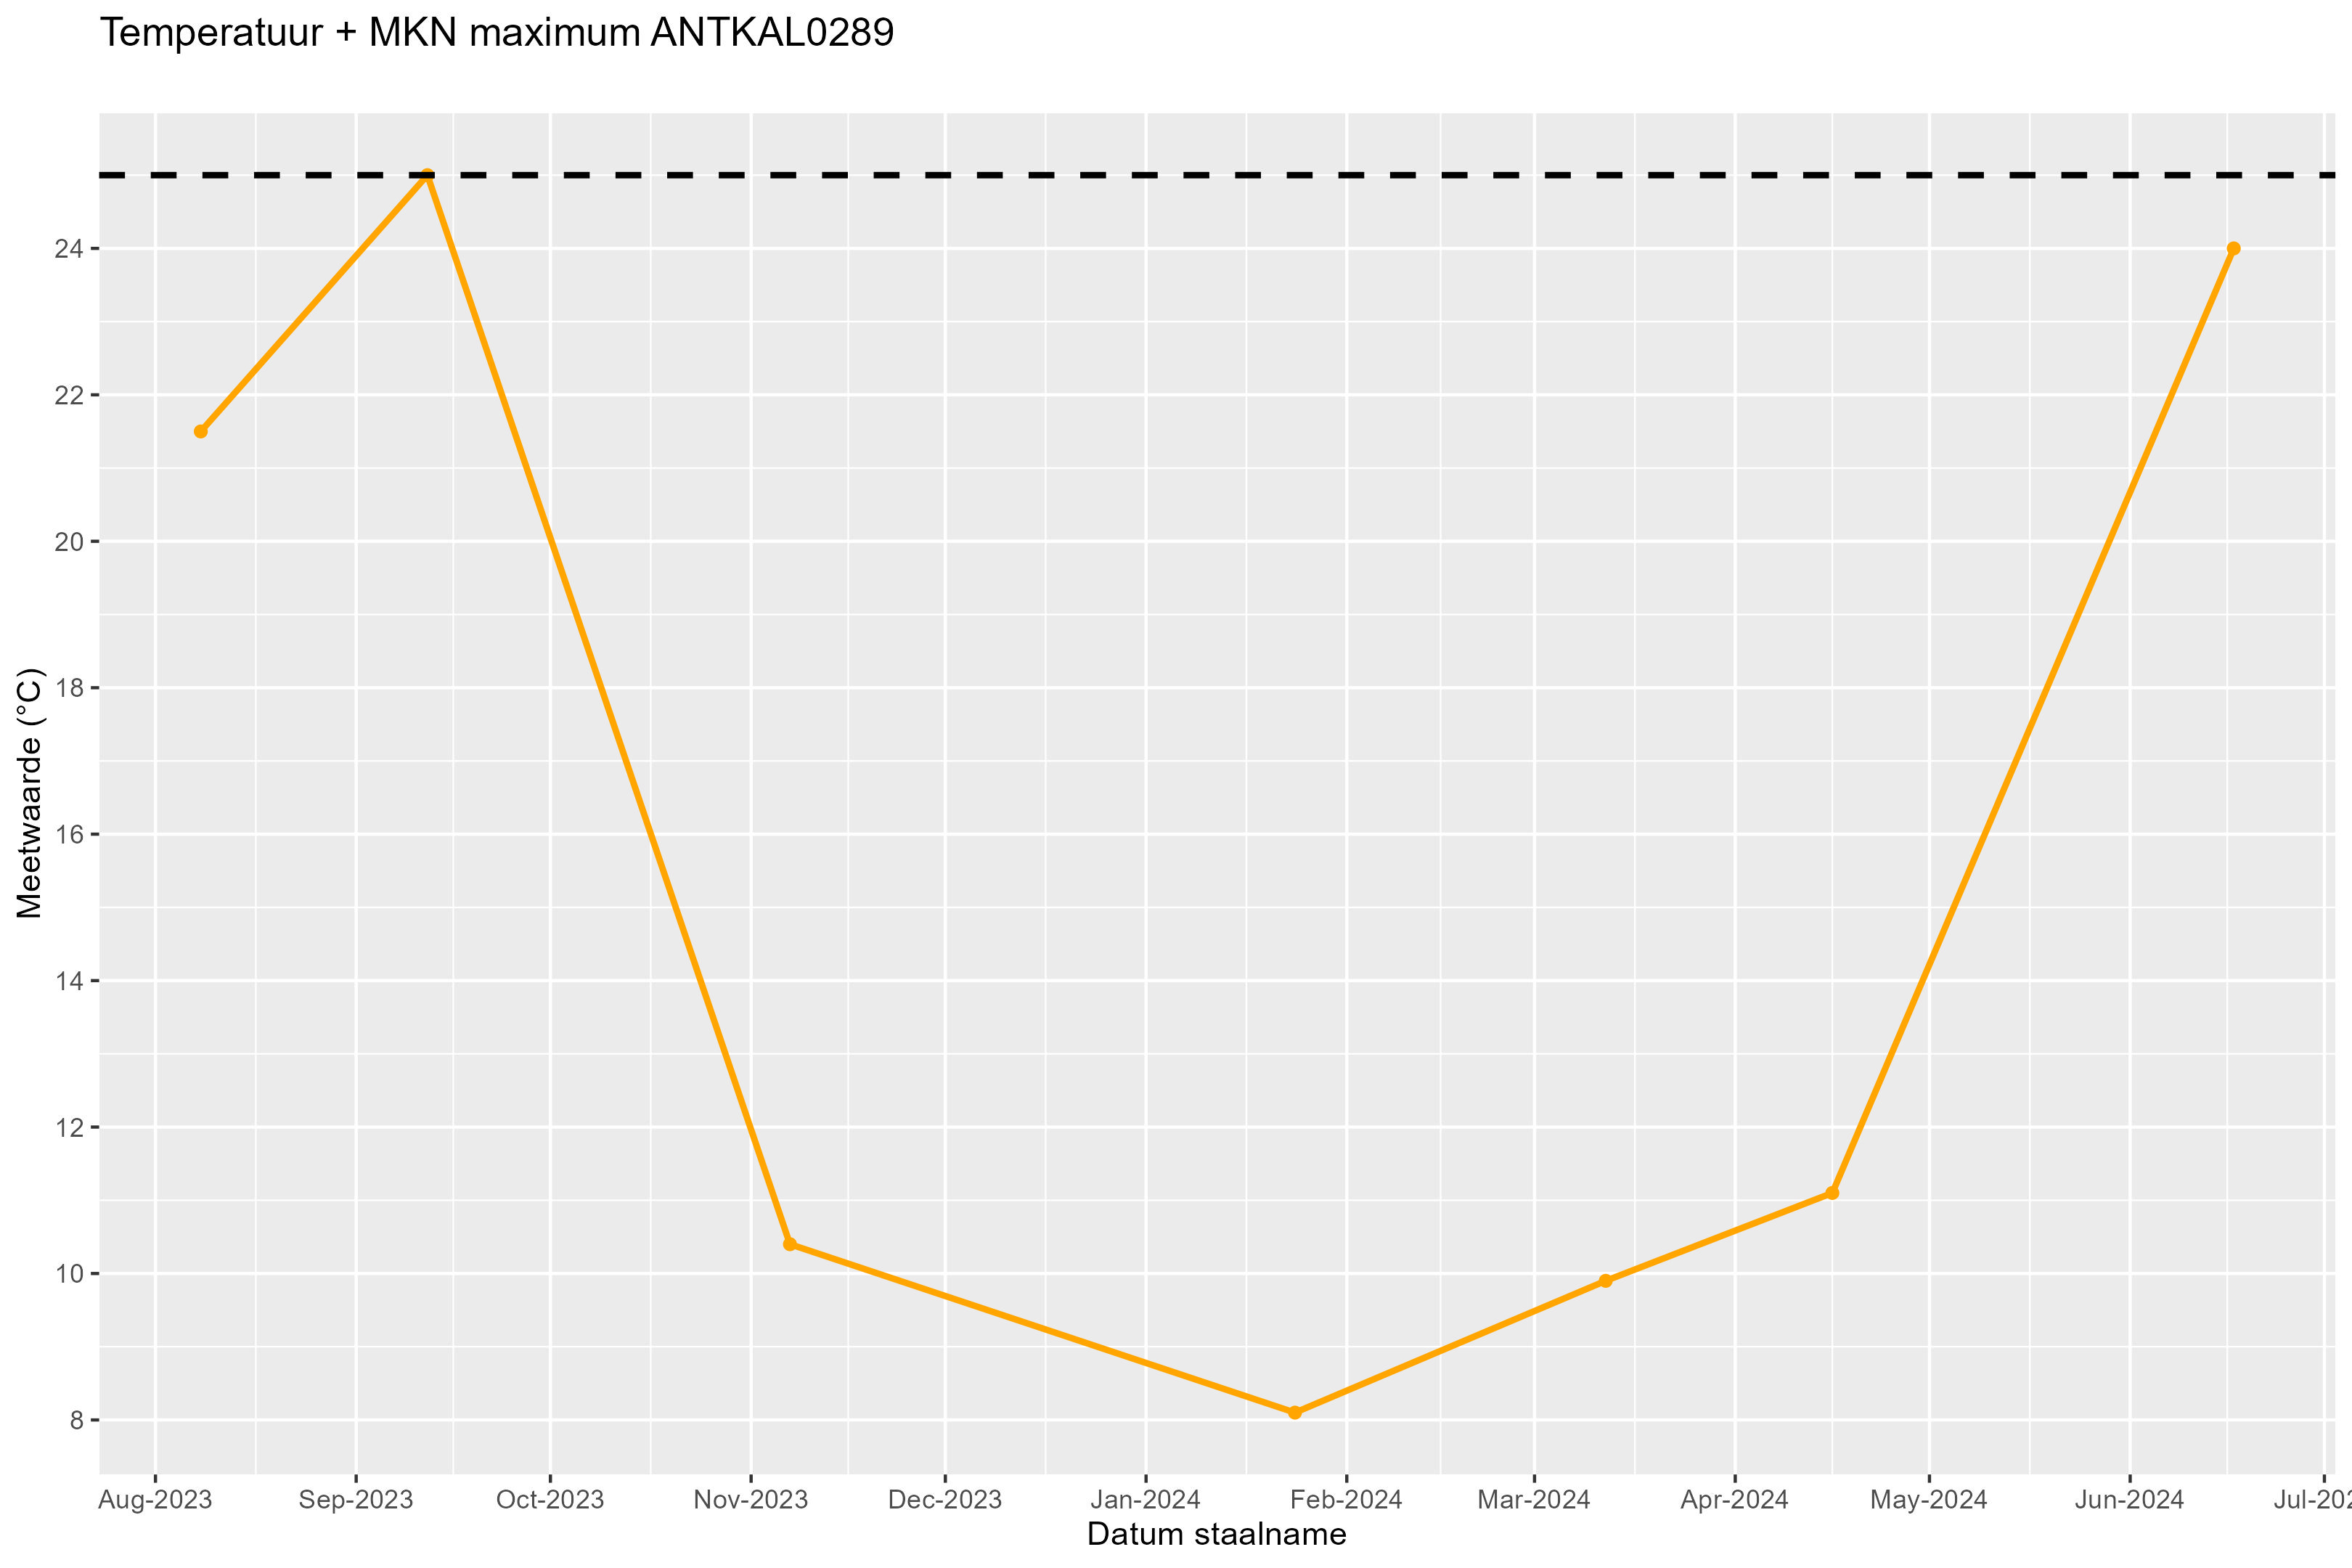 Temperatuur + MKN maximum ANTKAL0289
Meetwaarde (°C)
24
22
20
18
16
14
12
10
8
Aug-2023 Sep-2023 Oct-2023 Nov-2023 Dec-2023 Jan-2024 Feb-2024 Mar-2024 Apr-2024 May-2024 Jun-2024 Jul-202
Datum staalname